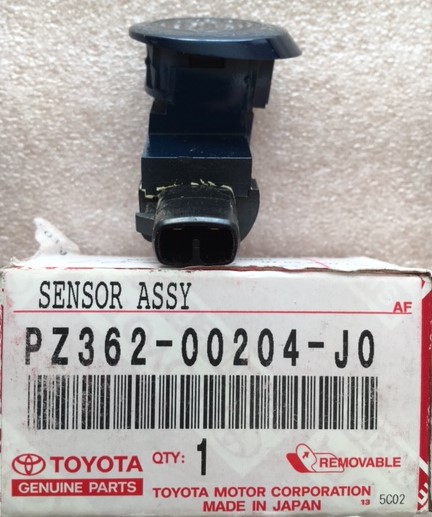 SENSOR ASSY
AF
PZ362-00204-J0
TOYOTA QTY: 1 REMOVABLE
GENUINE PARTS
TOYOTA MOTOR CORPORATION
MADE IN JAPAN 13 5C02